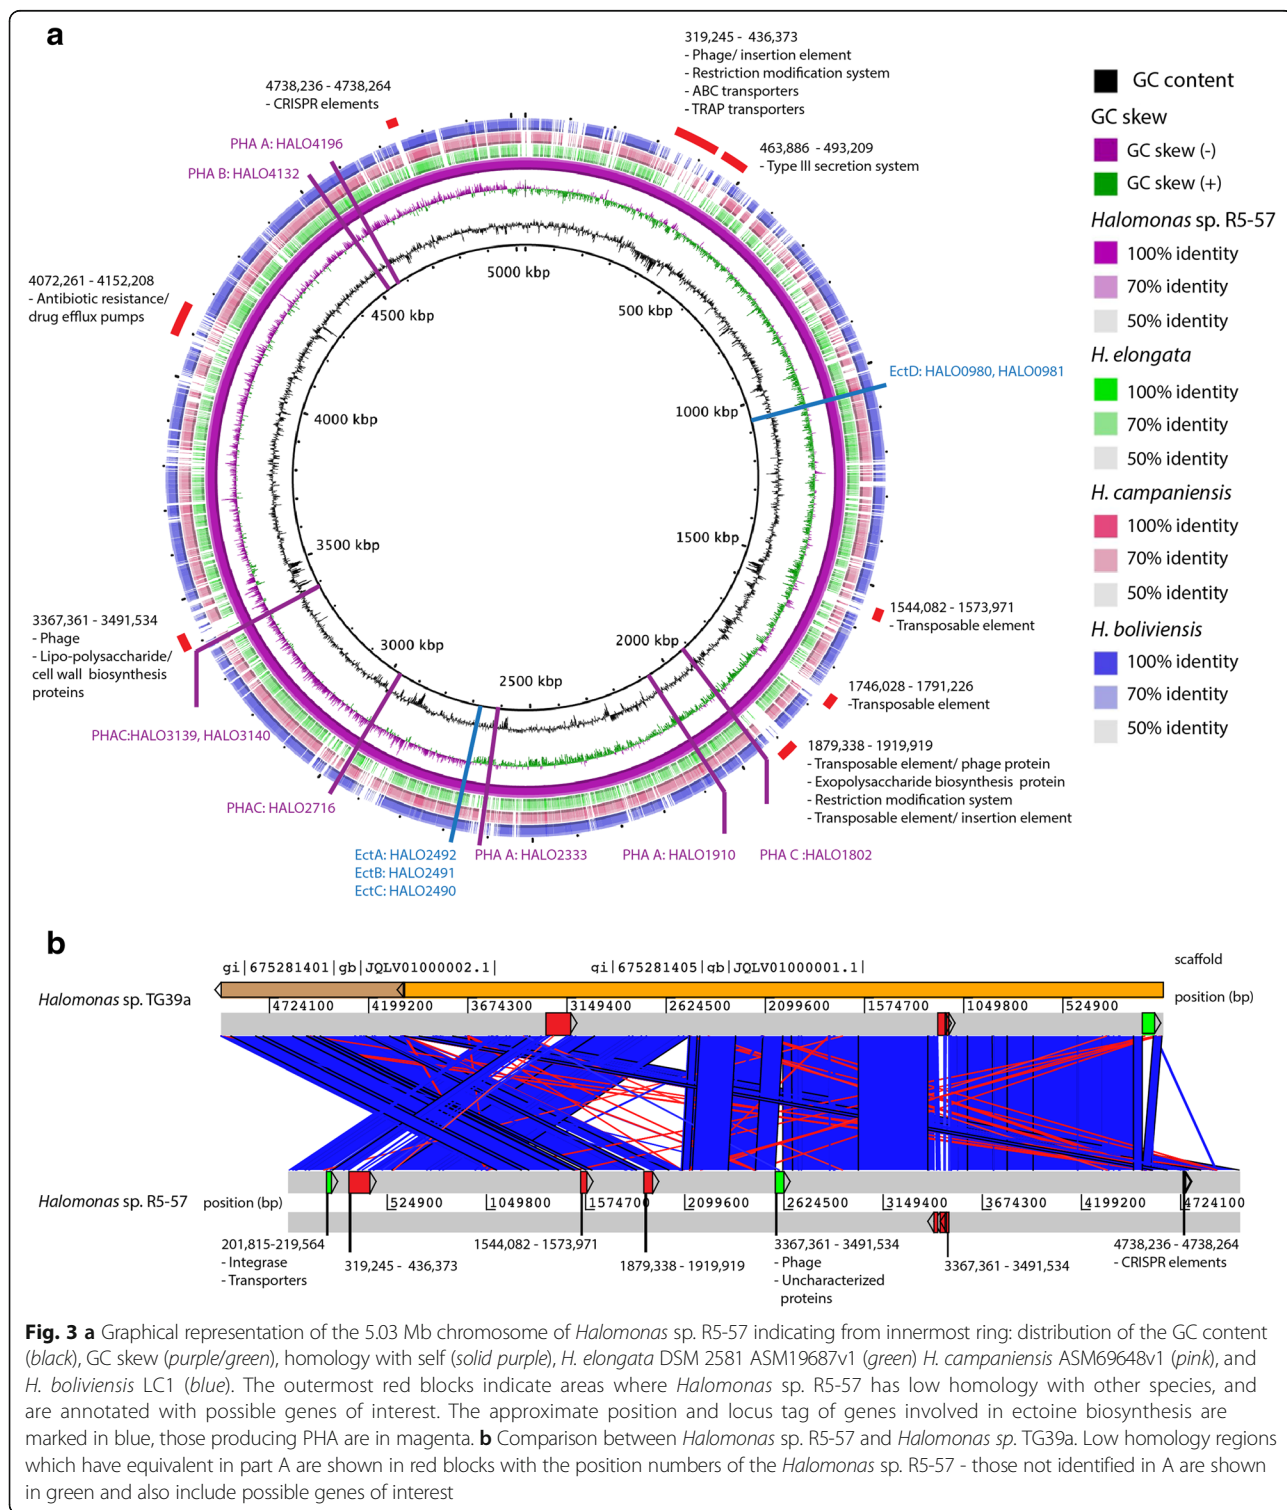 a
319,245 - 436,373
- Phage/ insertion element
- Restriction modification system
- ABC transporters
- TRAP transporters
4738,236 - 4738,264
- CRISPR elements
463,886 - 493,209
- Type III secretion system
PHA A: HALO4196
PHA B: HALO4132
4072,261 - 4152,208
- Antibiotic resistance/
drug efflux pumps
EctD: HALO0980, HALO0981
5000 kbp
500 kbp
1000 kbp
1500 kbp
2000 kbp
2500 kbp
3000 kbp
3500 kbp
4000 kbp
4500 kbp
1544,082 - 1573,971
- Transposable element
1746,028 - 1791,226
-Transposable element
1879,338 - 1919,919
- Transposable element/ phage protein
- Exopolysaccharide biosynthesis protein
- Restriction modification system
- Transposable element/ insertion element
3367,361 - 3491,534
- Phage
- Lipo-polysaccharide/
cell wall biosynthesis
proteins
PHAC:HALO3139, HALO3140
PHAC: HALO2716
EctA: HALO2492
EctB: HALO2491
EctC: HALO2490
PHA A: HALO2333
PHA A: HALO1910
PHA C :HALO1802
GC content
GC skew
GC skew (-)
GC skew (+)
Halomonas sp. R5-57
100% identity
70% identity
50% identity
H. elongata
100% identity
70% identity
50% identity
H. campaniensis
100% identity
70% identity
50% identity
H. boliviensis
100% identity
70% identity
50% identity
b
gi|675281401|gb|JQLV01000002.1| qi|675281405|qb|JQLV01000001.1|
scaffold
Halomonas sp. TG39a
position (bp)
4724100 4199200 3674300 3149400 2624500 2099600 1574700 1049800 524900
Halomonas sp. R5-57 position (bp)
524900 1049800 1574700 2099600 2624500 3149400 3674300 4199200 4724100
201,815-219,564
- Integrase
- Transporters
319,245 - 436,373
1544,082 - 1573,971
1879,338 - 1919,919
3367,361 - 3491,534
- Phage
- Uncharacterized
proteins
3367,361 - 3491,534
4738,236 - 4738,264
- CRISPR elements
Fig. 3 a Graphical representation of the 5.03 Mb chromosome of Halomonas sp. R5-57 indicating from innermost ring: distribution of the GC content
(black), GC skew (purple/green), homology with self (solid purple), H. elongata DSM 2581 ASM19687v1 (green) H. campaniensis ASM69648v1 (pink), and
H. boliviensis LC1 (blue). The outermost red blocks indicate areas where Halomonas sp. R5-57 has low homology with other species, and
are annotated with possible genes of interest. The approximate position and locus tag of genes involved in ectoine biosynthesis are
marked in blue, those producing PHA are in magenta. b Comparison between Halomonas sp. R5-57 and Halomonas sp. TG39a. Low homology regions
which have equivalent in part A are shown in red blocks with the position numbers of the Halomonas sp. R5-57 - those not identified in A are shown
in green and also include possible genes of interest